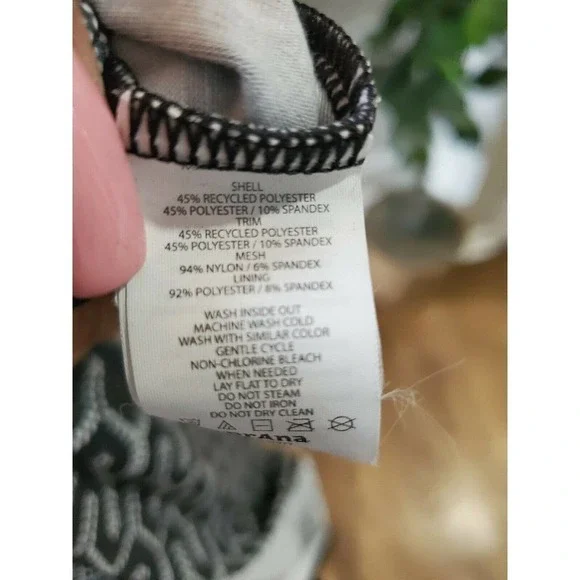 SHELL
45% RECYCLED POLYESTER
45% POLYESTER / 10% SPANDEX
TRIM
45% RECYCLED POLYESTER
45% POLYESTER / 10% SPANDEX
MESH
94% NYLON / 6% SPANDEX
LINING
92% POLYESTER / 8% SPANDEX
WASH INSIDE OUT
MACHINE WASH COLD
WASH WITH SIMILAR COLOR
GENTLE CYCLE
NON-CHLORINE BLEACH
WHEN NEEDED
LAY FLAT TO DRY
DO NOT STEAM
DO NOT IRON
DO NOT DRY CLEAN
prAna